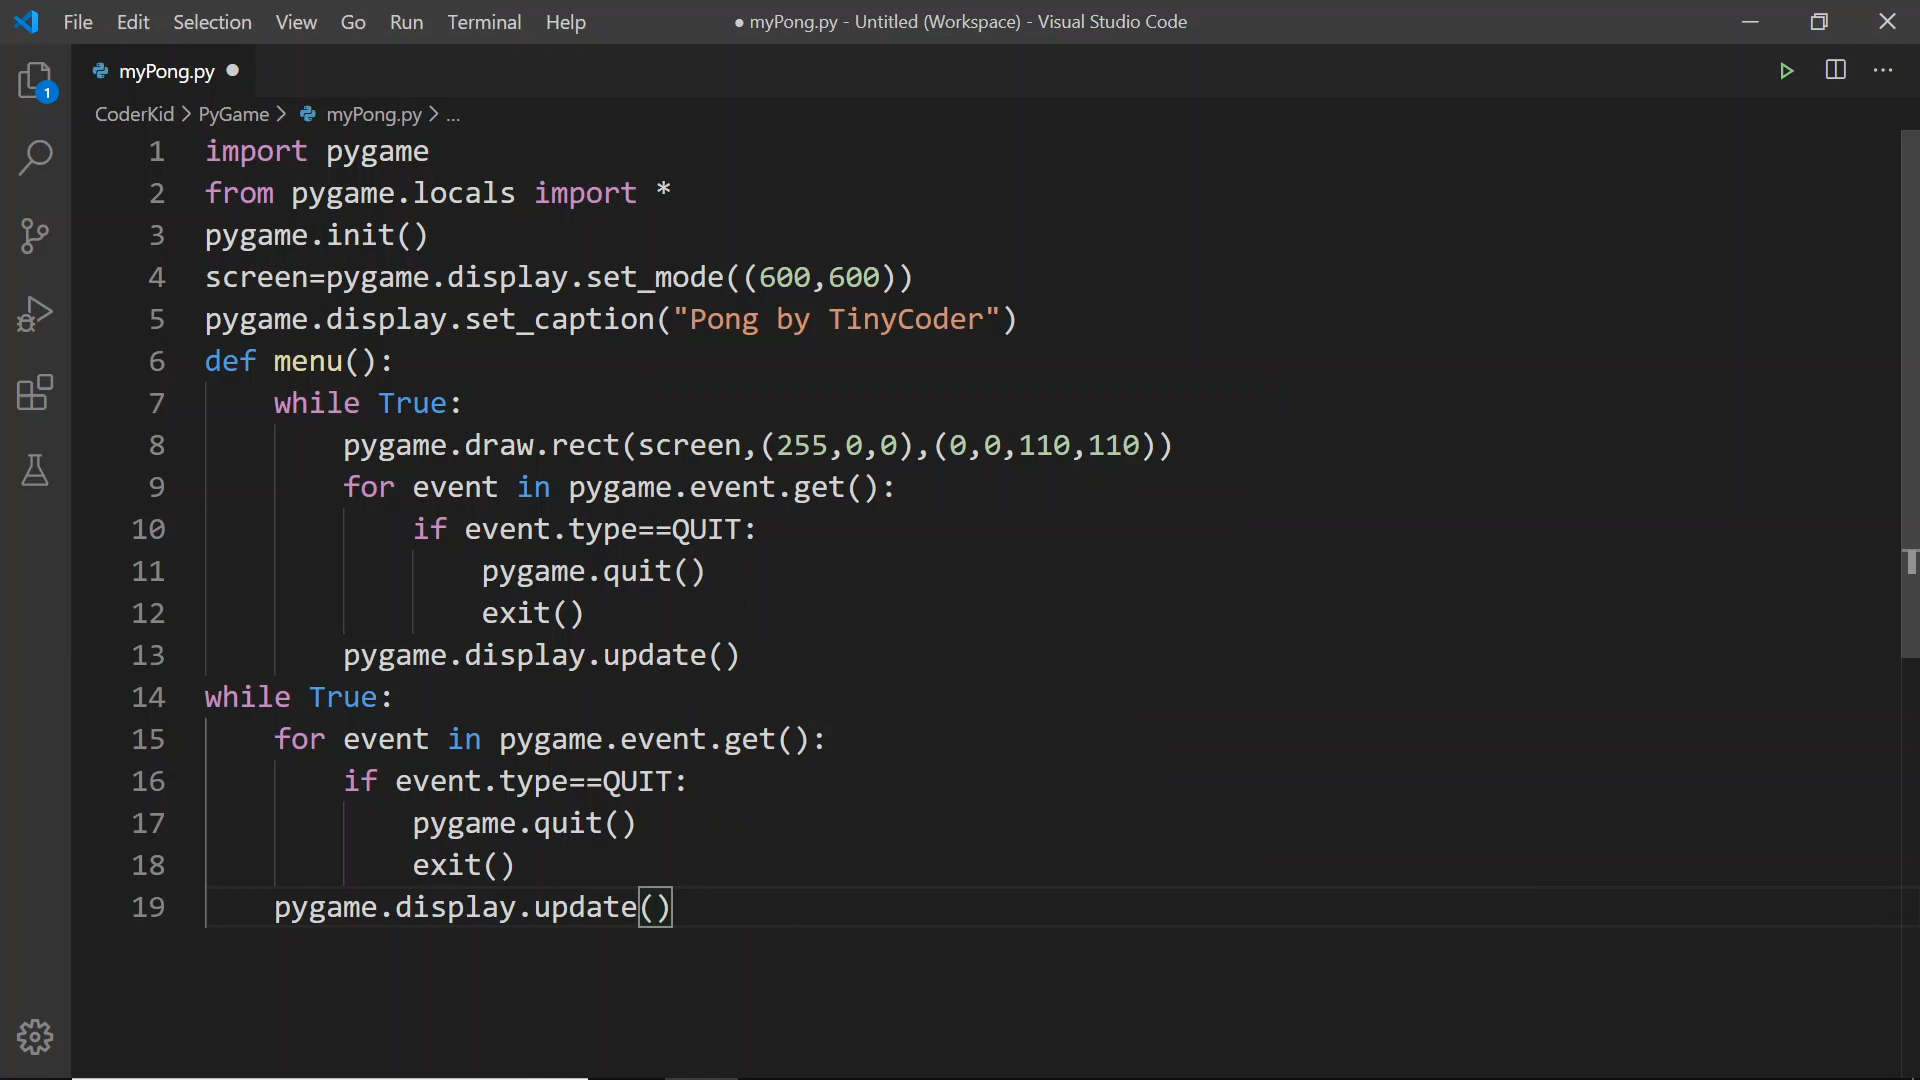 File Edit Selection View Go Run Terminal Help ● myPong.py - Untitled (Workspace) - Visual Studio Code
myPong.py ●
1
CoderKid > PyGame > myPong.py > ...
1 import pygame
2 from pygame.locals import *
3 pygame.init()
4 screen=pygame.display.set_mode((600,600))
5 pygame.display.set_caption("Pong by TinyCoder")
6 def menu():
7     while True:
8         pygame.draw.rect(screen,(255,0,0),(0,0,110,110))
9         for event in pygame.event.get():
10             if event.type==QUIT:
11                 pygame.quit()
12                 exit()
13         pygame.display.update()
14 while True:
15     for event in pygame.event.get():
16         if event.type==QUIT:
17             pygame.quit()
18             exit()
19     pygame.display.update()